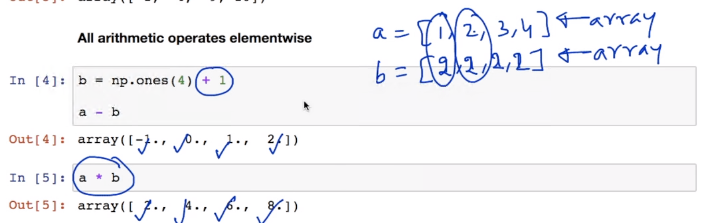 All arithmetic operates elementwise
a = [1, 2, 3, 4] ← array
b = [2, 2, 2, 2] ← array
In [4]: b = np.ones(4) + 1
a - b
Out[4]: array([-1., 0., 1., 2.])
In [5]: a * b
Out[5]: array([ 2., 4., 6., 8.])